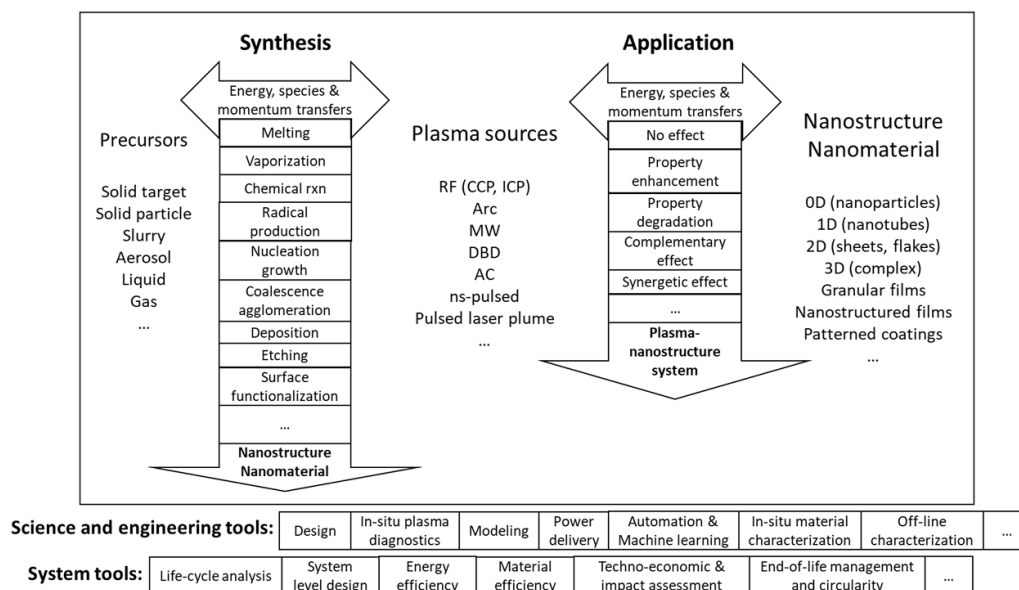 Synthesis
Energy, species &
momentum transfers
Melting
Vaporization
Chemical rxn
Radical
production
Nucleation
growth
Coalescence
agglomeration
Deposition
Etching
Surface
functionalization
...
Nanostructure
Nanomaterial
Precursors
Solid target
Solid particle
Slurry
Aerosol
Liquid
Gas
...
Plasma sources
RF (CCP, ICP)
Arc
MW
DBD
AC
ns-pulsed
Pulsed laser plume
...
Application
Energy, species &
momentum transfers
No effect
Property
enhancement
Property
degradation
Complementary
effect
Synergetic effect
...
Plasma-
nanostructure
system
Nanostructure
Nanomaterial
0D (nanoparticles)
1D (nanotubes)
2D (sheets, flakes)
3D (complex)
Granular films
Nanostructured films
Patterned coatings
...
Science and engineering tools:
Design
In-situ plasma
diagnostics
Modeling
Power
delivery
Automation &
Machine learning
In-situ material
characterization
Off-line
characterization
...
System tools:
Life-cycle analysis
System
level design
Energy
efficiency
Material
efficiency
Techno-economic &
impact assessment
End-of-life management
and circularity
...